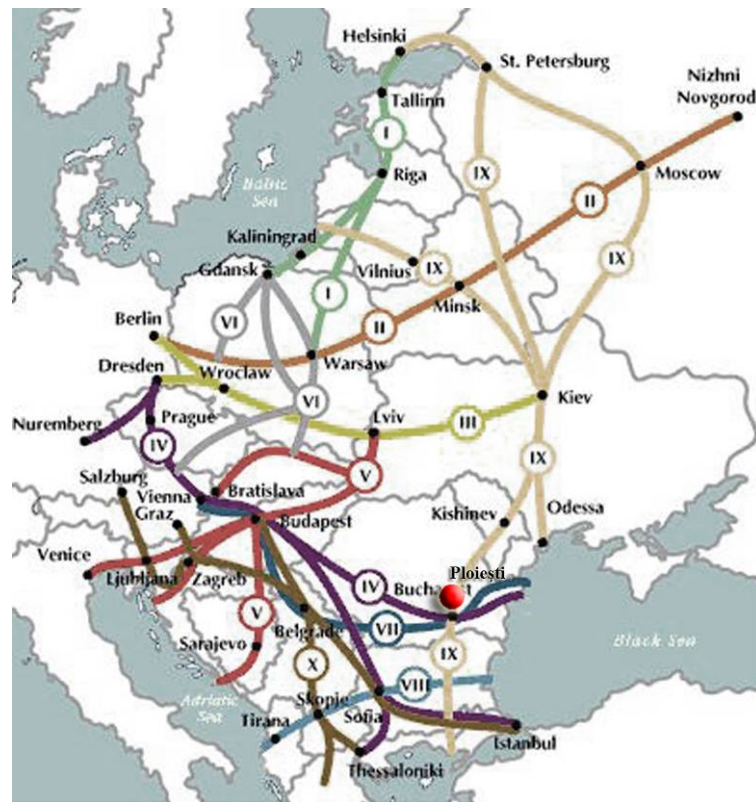 Helsinki
St. Petersburg
Nizhni
Novgorod
Tallinn
I
Riga
IX
Moscow
II
Baltic
Sea
Kaliningrad
Vilnius
IX
IX
Gdansk
I
Minsk
VI
II
Berlin
Warsaw
Dresden
Wroclaw
VI
Kiev
Nuremberg
Prague
Lviv
III
IV
IX
Salzburg
V
Vienna
Bratislava
Graz
Budapest
Kishinev
Odessa
Venice
Ljubljana
Zagreb
IV
Ploiești
V
Belgrade
VII
Sarajevo
IX
Black Sea
X
VIII
Adriatic
Sea
Skopje
Tirana
Sofia
Istanbul
Thessaloniki